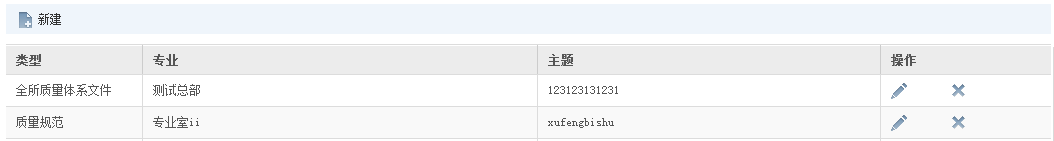 新建
类型 专业 主题 操作
全所质量体系文件 测试总部 123123131231
质量规范 专业室ii xufengbishu